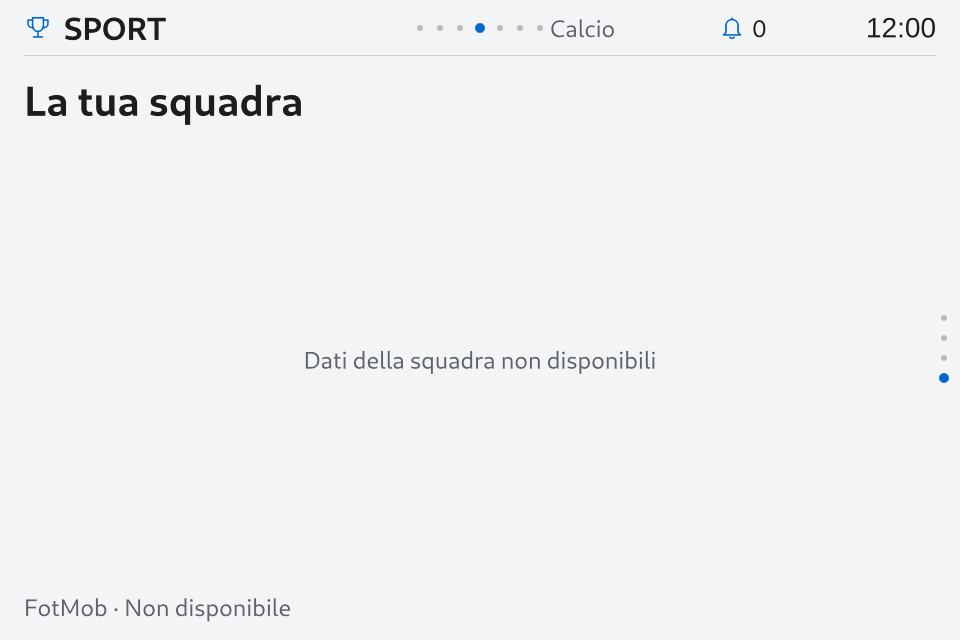 SPORT
Calcio
0
12:00
La tua squadra
Dati della squadra non disponibili
FotMob · Non disponibile